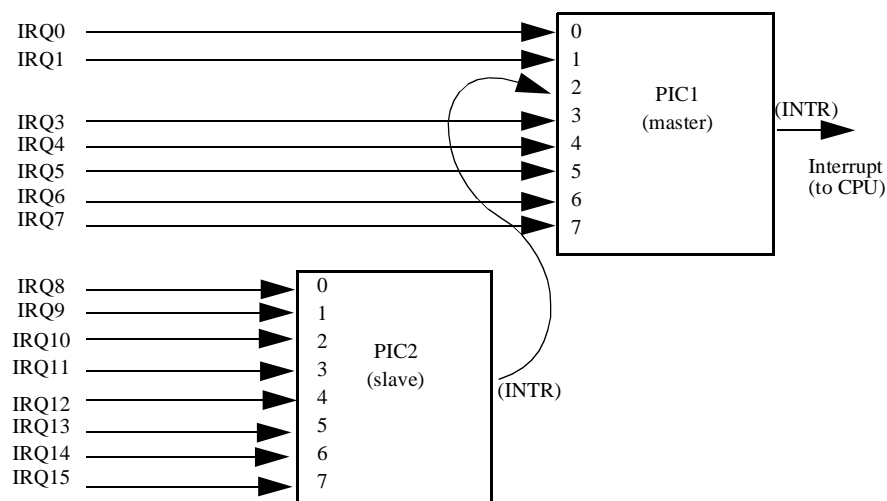 IRQ0
IRQ1
IRQ3
IRQ4
IRQ5
IRQ6
IRQ7
0
1
2
3
4
5
6
7
PIC1
(master)
(INTR)
Interrupt
(to CPU)
IRQ8
IRQ9
IRQ10
IRQ11
IRQ12
IRQ13
IRQ14
IRQ15
0
1
2
3
4
5
6
7
PIC2
(slave)
(INTR)